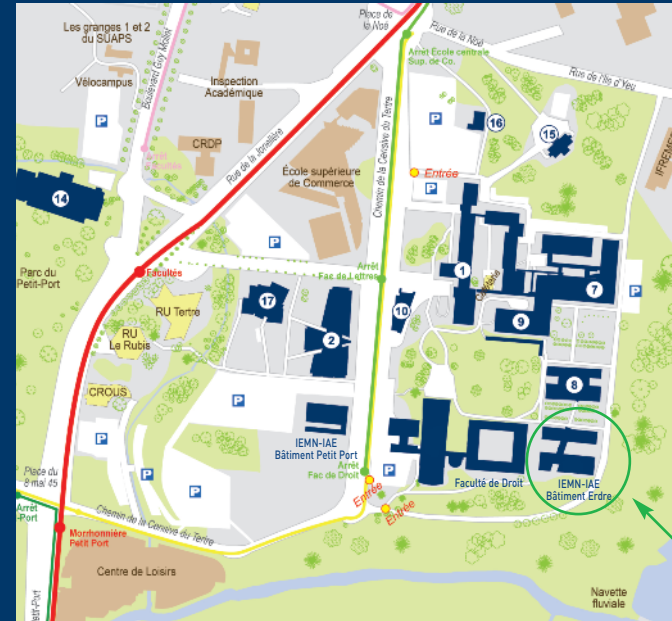 Place de
la Noë
Les granges 1 et 2
du SUAPS
Boulevard Guy Mollet
Arrêt École centrale
Sup. de Co.
Rue de la Noë
Rue de l'Ile d'Yeu
Vélocampus
Inspection
Académique
P
P
16
15
IFREMER
CRDP
Rue de la Jonelière
École supérieure
de Commerce
Chemin de la Censive du Tertre
Entrée
P
14
P
Facultés
Arrêt
Fac de Lettres
1
7
P
Parc du
Petit-Port
17
10
9
RU Tertre
RU
Le Rubis
2
8
CROUS
P
P
IEMN-IAE
Bâtiment Petit Port
Arrêt
Fac de Droit
P
Faculté de Droit
IEMN-IAE
Bâtiment Erdre
Place du
8 mai 45
P
P
Entrée
Entrée
Arrêt
-Port
Chemin de la Censive du Tertre
Morrhonnière
Petit Port
Centre de Loisirs
Petit-Port
Navette
fluviale